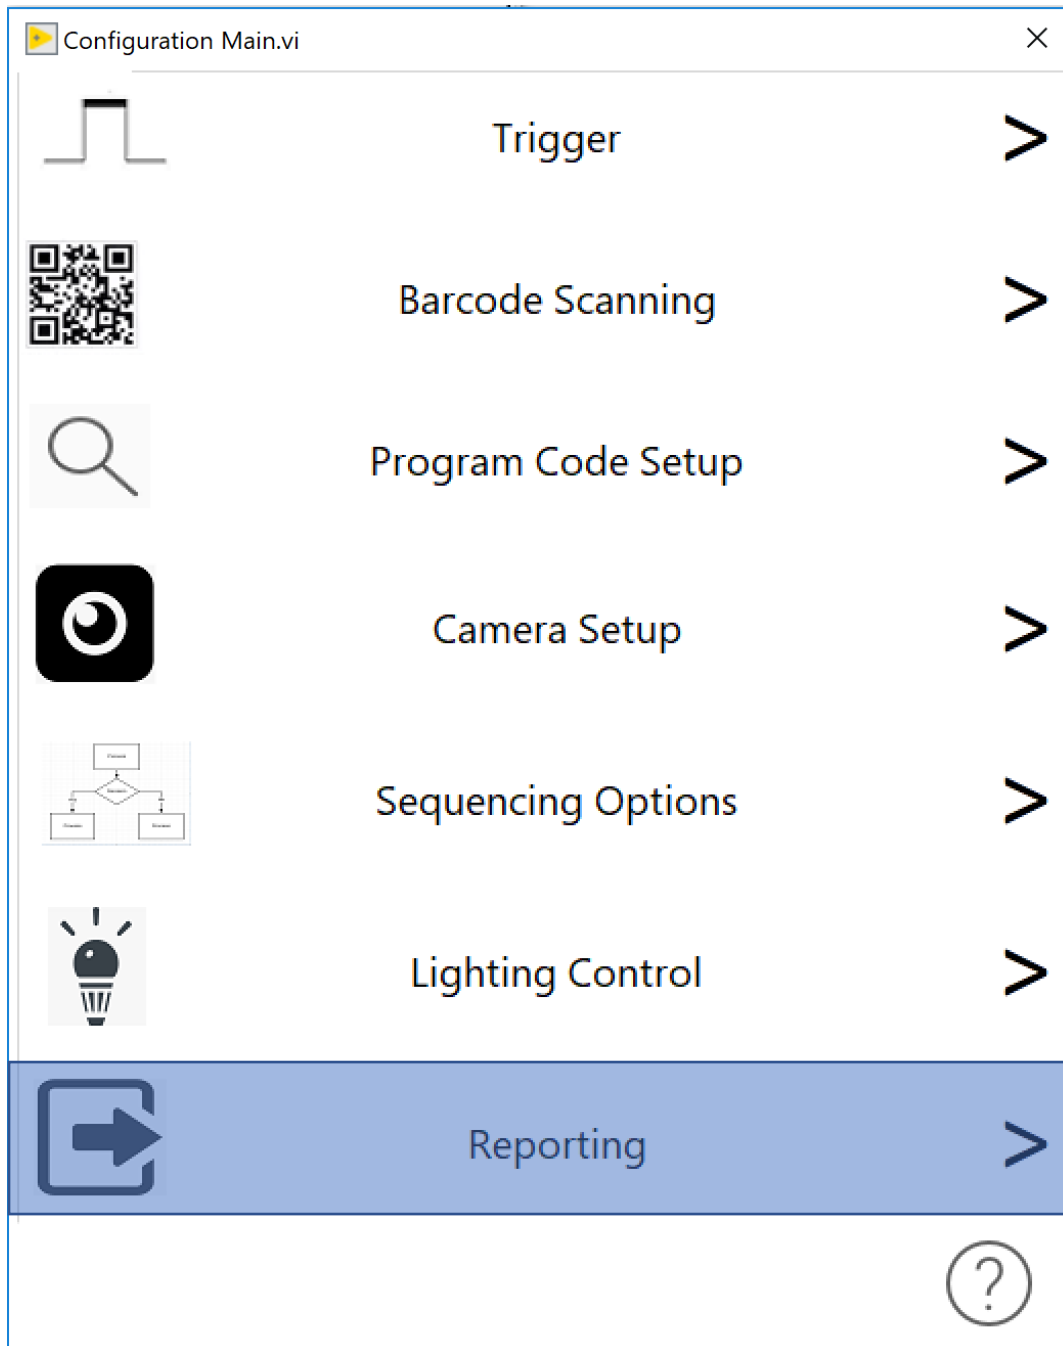 Configuration Main.vi
Trigger
>
Barcode Scanning
>
Program Code Setup
>
Camera Setup
>
Sequencing Options
>
Lighting Control
>
Reporting
>
?